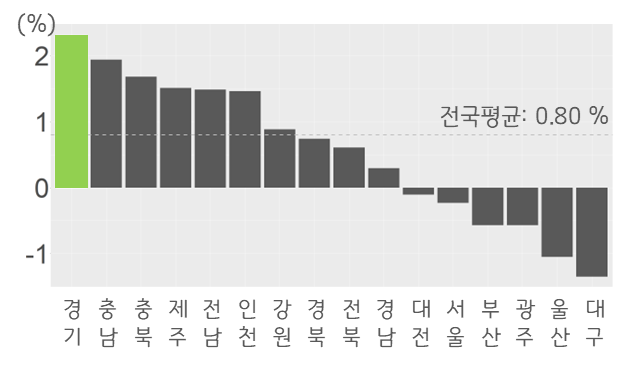 (%)
2
1
0
-1
전국평균: 0.80 %
경기
충남
충북
제주
전남
인천
강원
경북
전북
경남
대전
서울
부산
광주
울산
대구